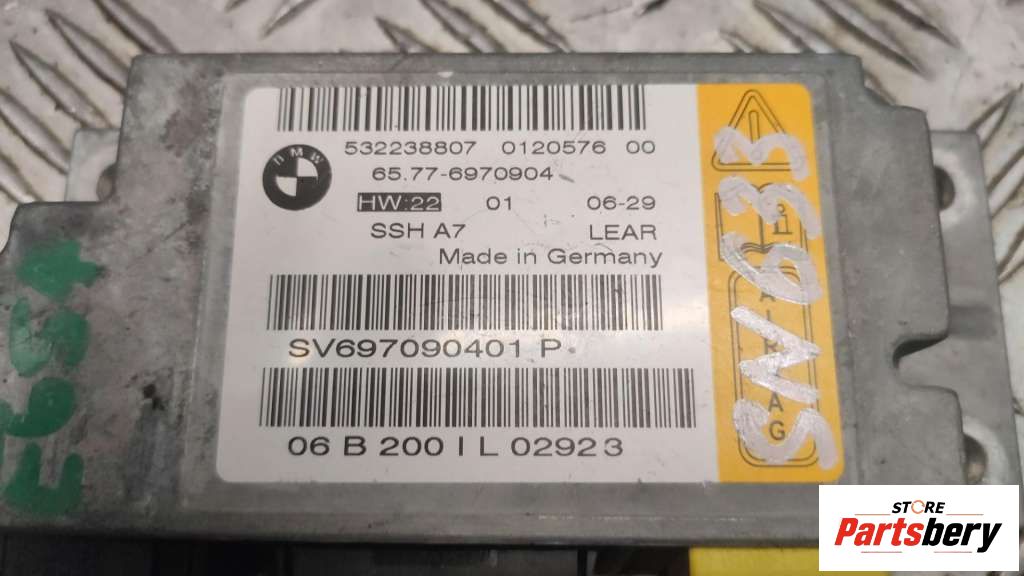 532238807 0120576 00
BMW
65.77-6970904
HW:22 01 06-29
SSH A7 LEAR
Made in Germany
SV697090401 P
06 B 200 I L 02923
AIRBAG
STORE
Partsbery